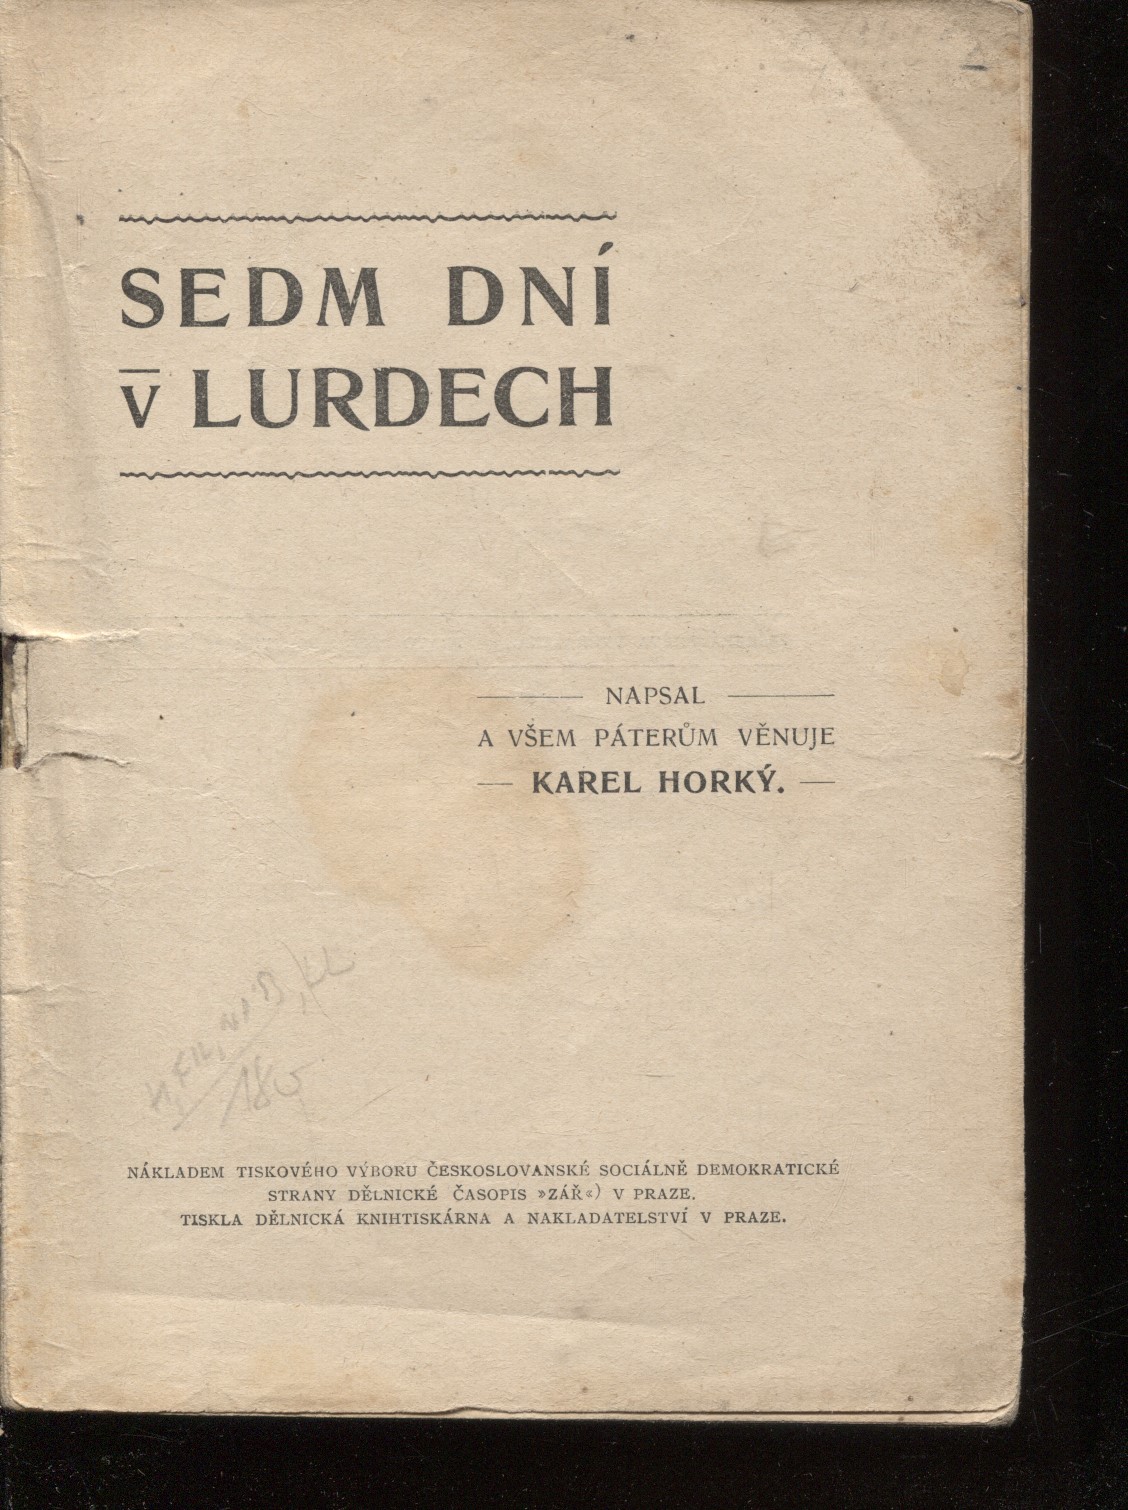 SEDM DNÍ
V LURDECH
NAPSAL
A VŠEM PÁTERŮM VĚNUJE
KAREL HORKÝ.
NÁKLADEM TISKOVÉHO VÝBORU ČESKOSLOVANSKÉ SOCIÁLNĚ DEMOKRATICKÉ
STRANY DĚLNICKÉ ČASOPIS »ZÁŘ«) V PRAZE.
TISKLA DĚLNICKÁ KNIHTISKÁRNA A NAKLADATELSTVÍ V PRAZE.